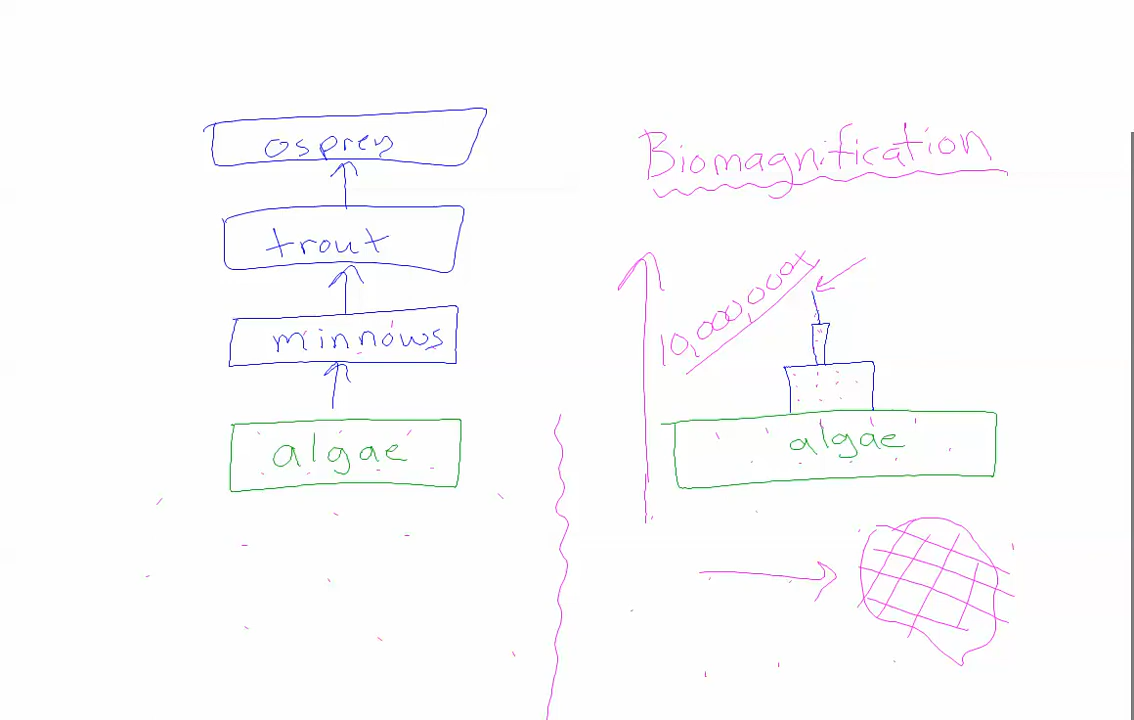 osprey
trout
minnows
algae
Biomagnification
10,000,000x
algae